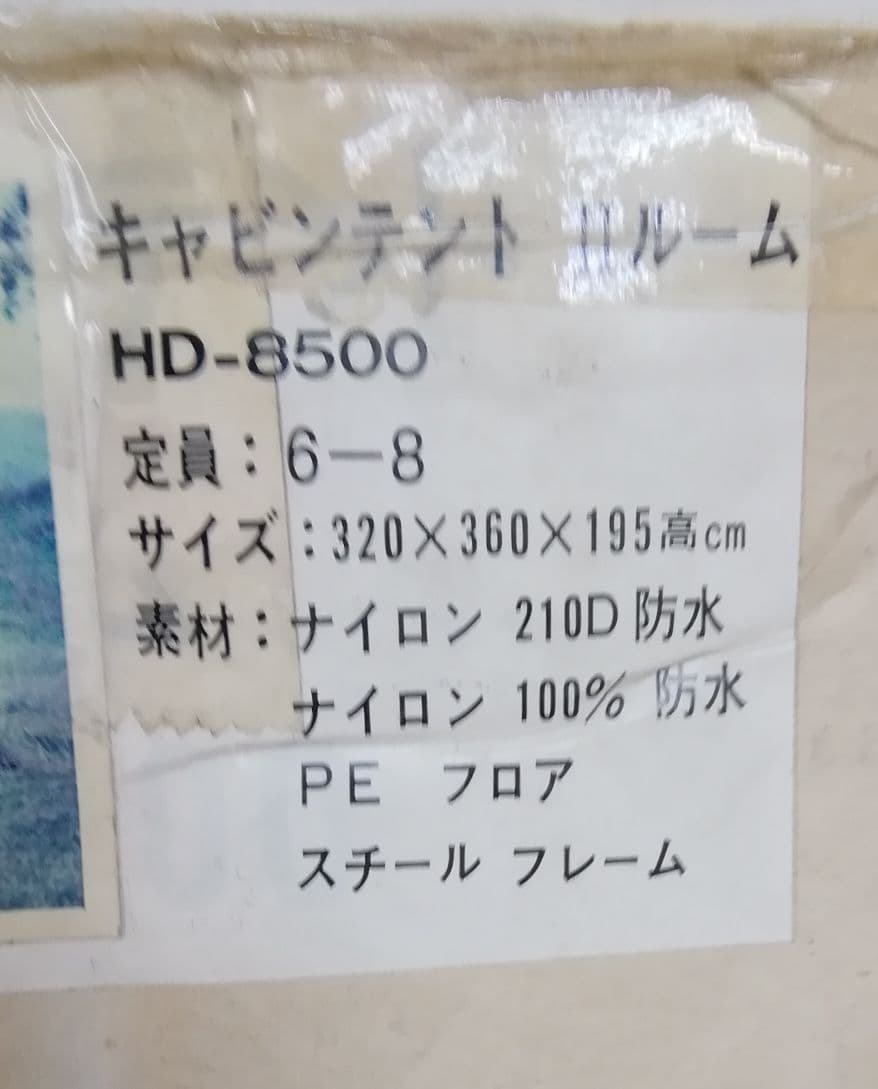 キャビンテント IIルーム
HD-8500
定員：6—8
サイズ：320×360×195高cm
素材：ナイロン 210D 防水
ナイロン 100% 防水
PE フロア
スチール フレーム